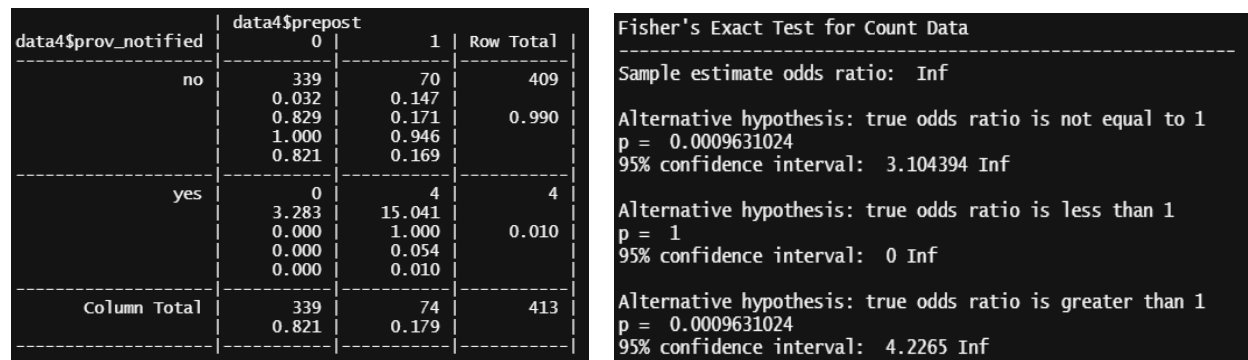 | data4$prepost
data4$prov_notified | 0 | 1 | Row Total |
--------------------|-----------|-----------|-----------|
no | 339 | 70 | 409 |
| 0.032 | 0.147 | |
| 0.829 | 0.171 | 0.990 |
| 1.000 | 0.946 | |
| 0.821 | 0.169 | |
--------------------|-----------|-----------|-----------|
yes | 0 | 4 | 4 |
| 3.283 | 15.041 | |
| 0.000 | 1.000 | 0.010 |
| 0.000 | 0.054 | |
| 0.000 | 0.010 | |
--------------------|-----------|-----------|-----------|
Column Total | 339 | 74 | 413 |
| 0.821 | 0.179 | |
--------------------|-----------|-----------|-----------|
Fisher's Exact Test for Count Data
------------------------------------------------------------
Sample estimate odds ratio: Inf
Alternative hypothesis: true odds ratio is not equal to 1
p = 0.0009631024
95% confidence interval: 3.104394 Inf
Alternative hypothesis: true odds ratio is less than 1
p = 1
95% confidence interval: 0 Inf
Alternative hypothesis: true odds ratio is greater than 1
p = 0.0009631024
95% confidence interval: 4.2265 Inf